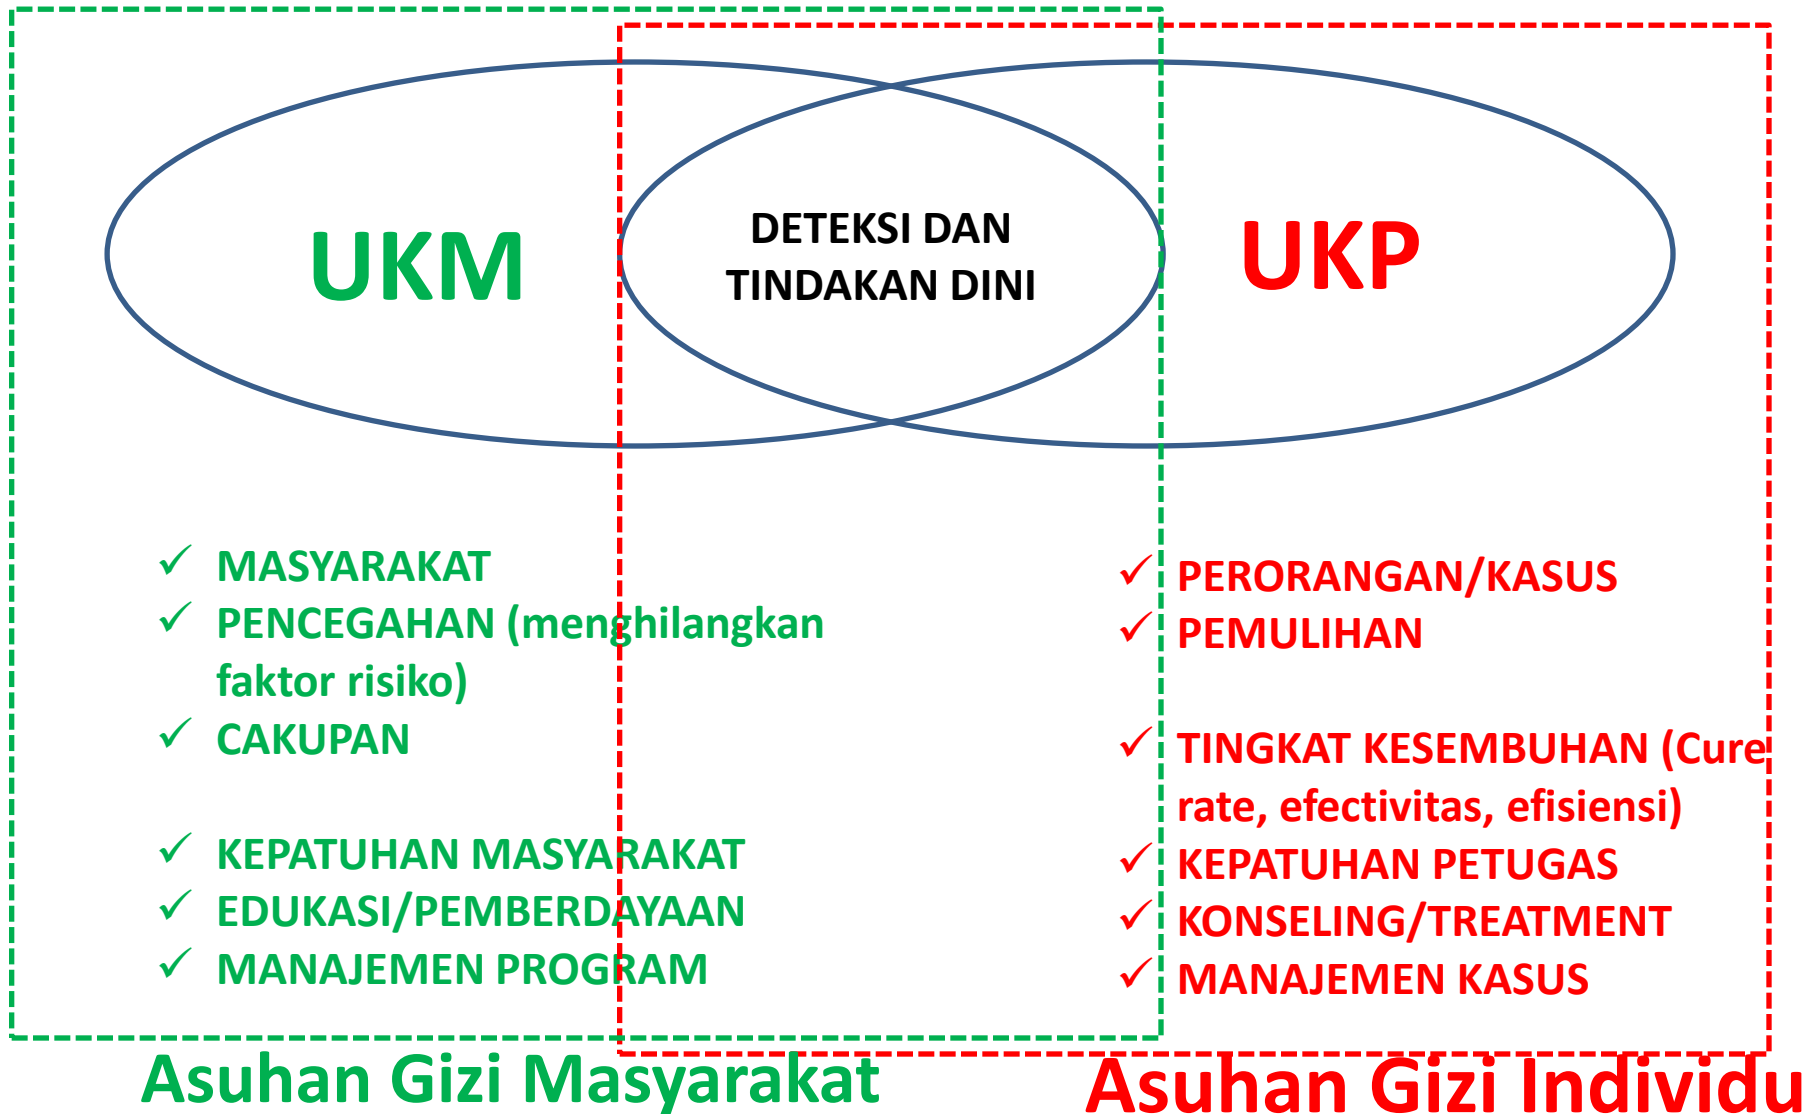 UKM
DETEKSI DAN
TINDAKAN DINI
UKP
MASYARAKAT
PENCEGAHAN (menghilangkan
faktor risiko)
CAKUPAN
KEPATUHAN MASYARAKAT
EDUKASI/PEMBERDAYAAN
MANAJEMEN PROGRAM
PERORANGAN/KASUS
PEMULIHAN
TINGKAT KESEMBUHAN (Cure
rate, efectivitas, efisiensi)
KEPATUHAN PETUGAS
KONSELING/TREATMENT
MANAJEMEN KASUS
Asuhan Gizi Masyarakat
Asuhan Gizi Individu